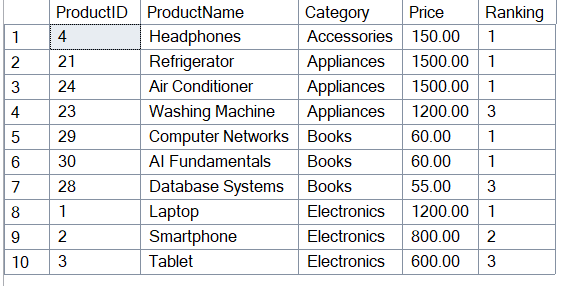 ProductID ProductName Category Price Ranking
1 4 Headphones Accessories 150.00 1
2 21 Refrigerator Appliances 1500.00 1
3 24 Air Conditioner Appliances 1500.00 1
4 23 Washing Machine Appliances 1200.00 3
5 29 Computer Networks Books 60.00 1
6 30 AI Fundamentals Books 60.00 1
7 28 Database Systems Books 55.00 3
8 1 Laptop Electronics 1200.00 1
9 2 Smartphone Electronics 800.00 2
10 3 Tablet Electronics 600.00 3